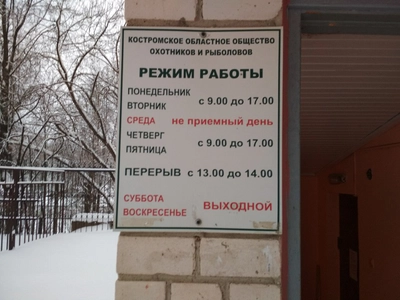 КОСТРОМСКОЕ ОБЛАСТНОЕ ОБЩЕСТВО
ОХОТНИКОВ И РЫБОЛОВОВ
РЕЖИМ РАБОТЫ
ПОНЕДЕЛЬНИК
ВТОРНИК с 9.00 до 17.00
СРЕДА не приемный день
ЧЕТВЕРГ
ПЯТНИЦА с 9.00 до 17.00
ПЕРЕРЫВ с 13.00 до 14.00
СУББОТА
ВОСКРЕСЕНЬЕ ВЫХОДНОЙ